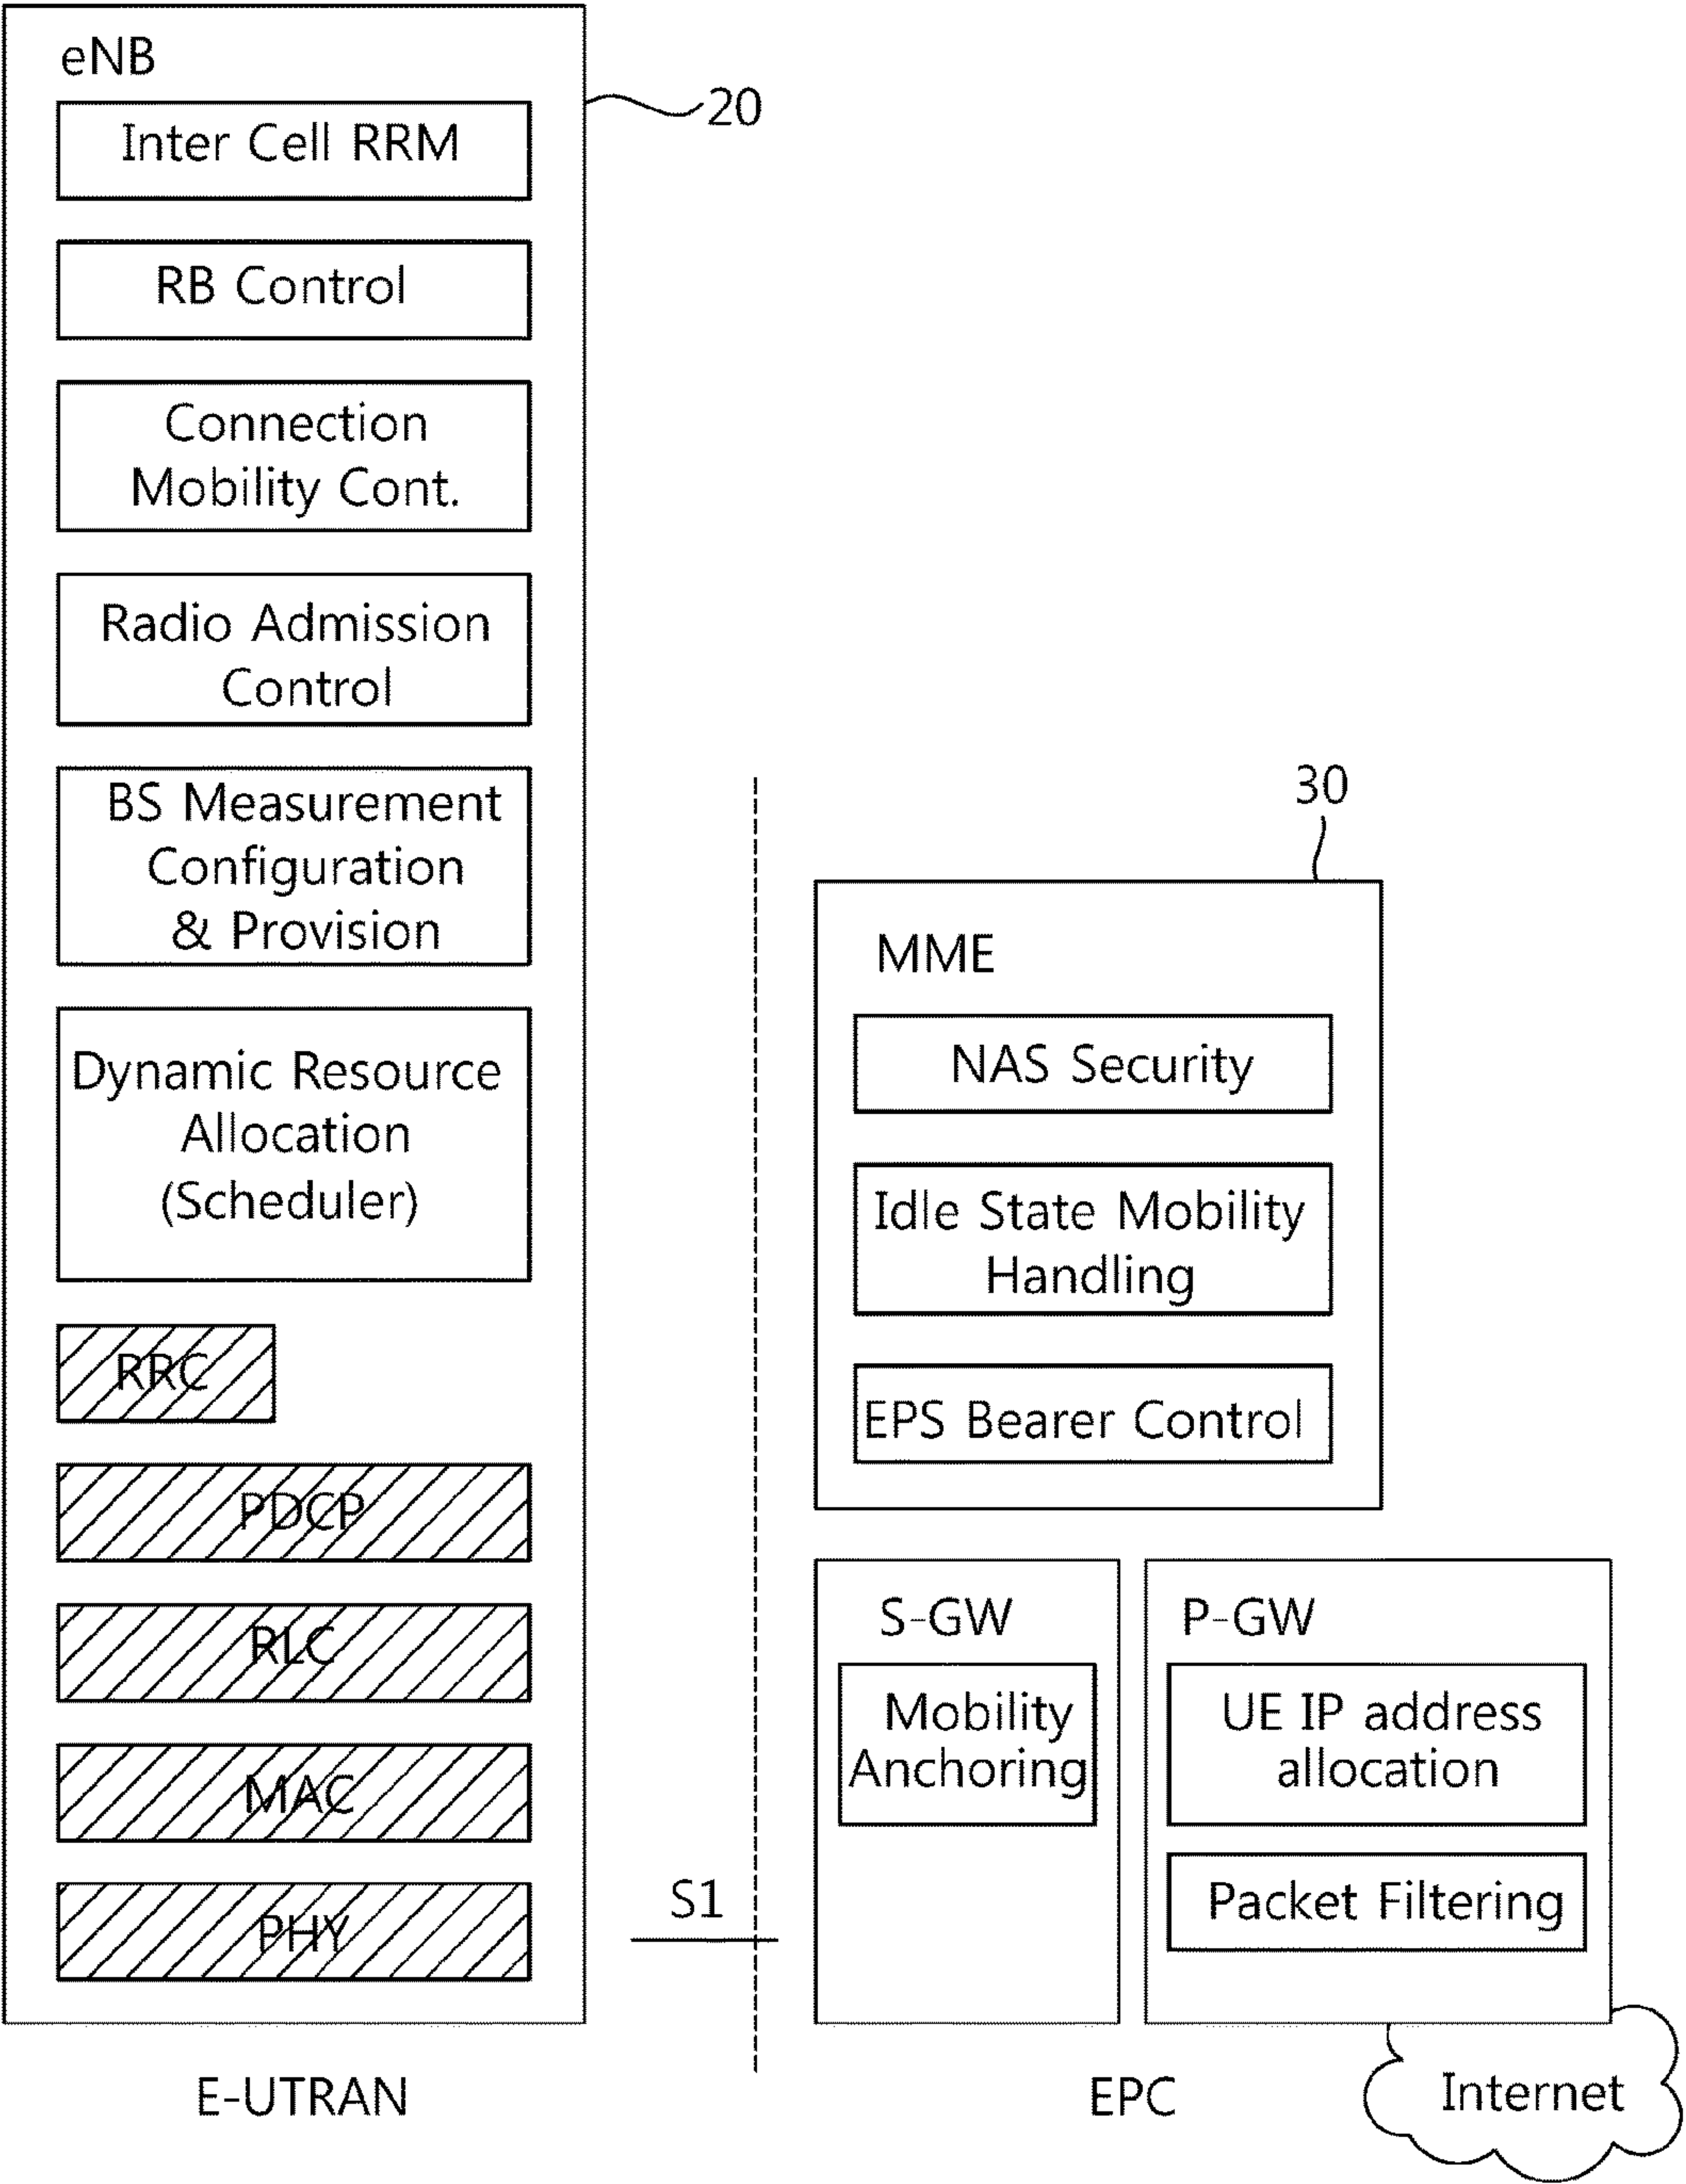 eNB
20
Inter Cell RRM
RB Control
Connection
Mobility Cont.
Radio Admission
Control
BS Measurement
Configuration
& Provision
Dynamic Resource
Allocation
(Scheduler)
RRC
PDCP
RLC
MAC
PHY
E-UTRAN
S1
30
MME
NAS Security
Idle State Mobility
Handling
EPS Bearer Control
S-GW
Mobility
Anchoring
P-GW
UE IP address
allocation
Packet Filtering
EPC
Internet